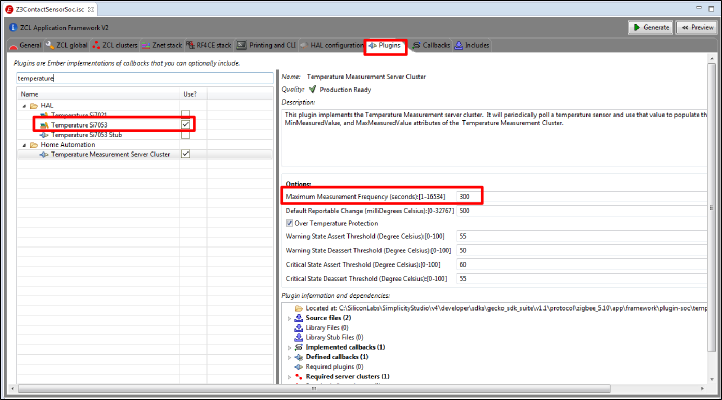 Z3ContactSensorSoc.isc
ZCL Application Framework V2
Generate
Preview
General
ZCL global
ZCL clusters
Znet stack
RF4CE stack
Printing and CLI
HAL configuration
Plugins
Callbacks
Includes
Plugins are Ember implementations of callbacks that you can optionally include.
temperature
Name
Use?
HAL
Temperature Si7021
Temperature Si7053
Temperature Si7053 Stub
Home Automation
Temperature Measurement Server Cluster
Name: Temperature Measurement Server Cluster
Quality: Production Ready
Description:
This plugin implements the Temperature Measurement server cluster. It will periodically poll a temperature sensor and use that value to populate th
MinMeasuredValue, and MaxMeasuredValue attributes of the Temperature Measurement Cluster.
Options:
Maximum Measurement Frequency (seconds):[1-16534] 300
Default Reportable Change (milliDegrees Celsius):[0-32767] 500
Over Temperature Protection
Warning State Assert Threshold (Degree Celsius):[0-100] 55
Warning State Deassert Threshold (Degree Celsius):[0-100] 50
Critical State Assert Threshold (Degree Celsius):[0-100] 60
Critical State Deassert Threshold (Degree Celsius):[0-100] 55
Plugin information and dependencies:
Located at: C:\SiliconLabs\SimplicityStudio\v4\developer\sdks\gecko_sdk_suite\v1.1\protocol\zigbee_5.10\app\framework\plugin-soc\temp
Source files (2)
Library Files (0)
Library Stub Files (0)
Implemented callbacks (1)
Defined callbacks (1)
Required plugins (0)
Required server clusters (1)